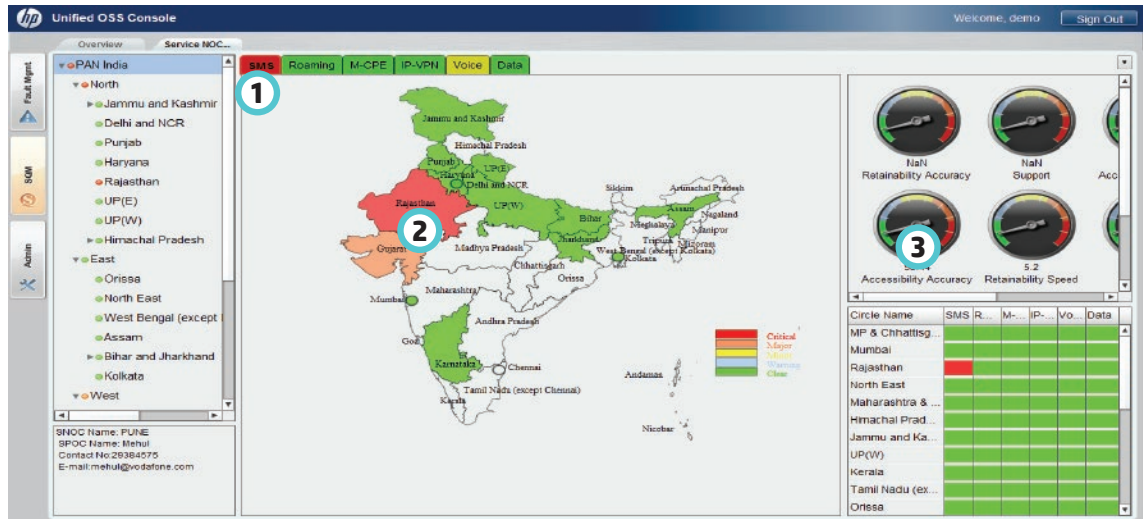 hp Unified OSS Console
Welcome, demo
Sign Out
Overview
Service NOC...
Fault Mgmt
SQM
Admin
PAN India
North
Jammu and Kashmir
Delhi and NCR
Punjab
Haryana
Rajasthan
UP(E)
UP(W)
Himachal Pradesh
East
Orissa
North East
West Bengal (except
Assam
Bihar and Jharkhand
Kolkata
West
SNOC Name: PUNE
SPOC Name: Mehul
Contact No:29384575
E-mail:mehul@vodafone.com
SMS
Roaming
M-CPE
IP-VPN
Voice
Data
1
Jammu and Kashmir
Himachal Pradesh
Punjab
UP(E)
Haryana
Delhi and NCR
Rajasthan
UP(W)
Sikkim
Arunachal Pradesh
Assam
Nagaland
Bihar
Meghalaya
Manipur
2
Gujarat
Madhya Pradesh
Jharkhand
Tripura
Mizoram
West Bengal (except Kolkata)
Kolkata
Chhattisgarh
Orissa
Maharashtra
Mumbai
Andhra Pradesh
Goa
Karnataka
Chennai
Tamil Nadu (except Chennai)
Kerala
Andaman
Nicobar
Critical
Major
Minor
Warning
Clear
NaN
Retainability Accuracy
NaN
Support
Acc
3
Accessibility Accuracy
5.2
Retainability Speed
Circle Name SMS R... M-... IP-... Vo... Data
MP & Chhattisg...
Mumbai
Rajasthan
North East
Maharashtra & ...
Himachal Prad...
Jammu and Ka...
UP(W)
Kerala
Tamil Nadu (ex...
Orissa